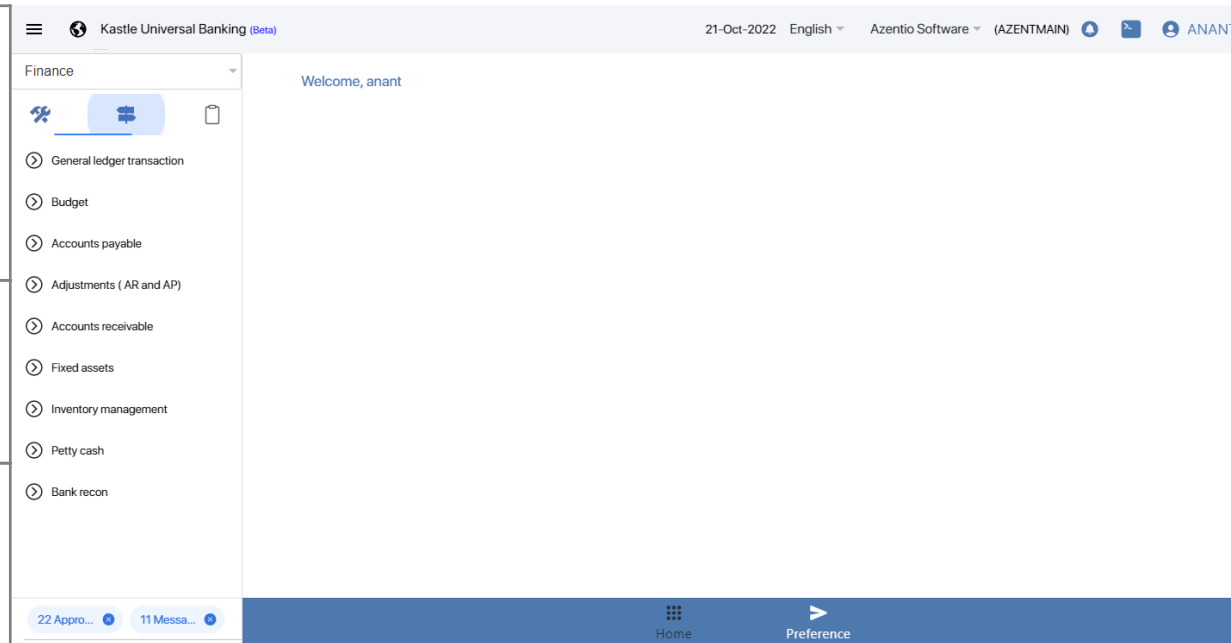 Kastle Universal Banking (Beta)
21-Oct-2022 English Azentio Software (AZENTMAIN) ANANT
Finance
Welcome, anant
General ledger transaction
Budget
Accounts payable
Adjustments ( AR and AP)
Accounts receivable
Fixed assets
Inventory management
Petty cash
Bank recon
22 Appro... 11 Messa...
Home
Preference